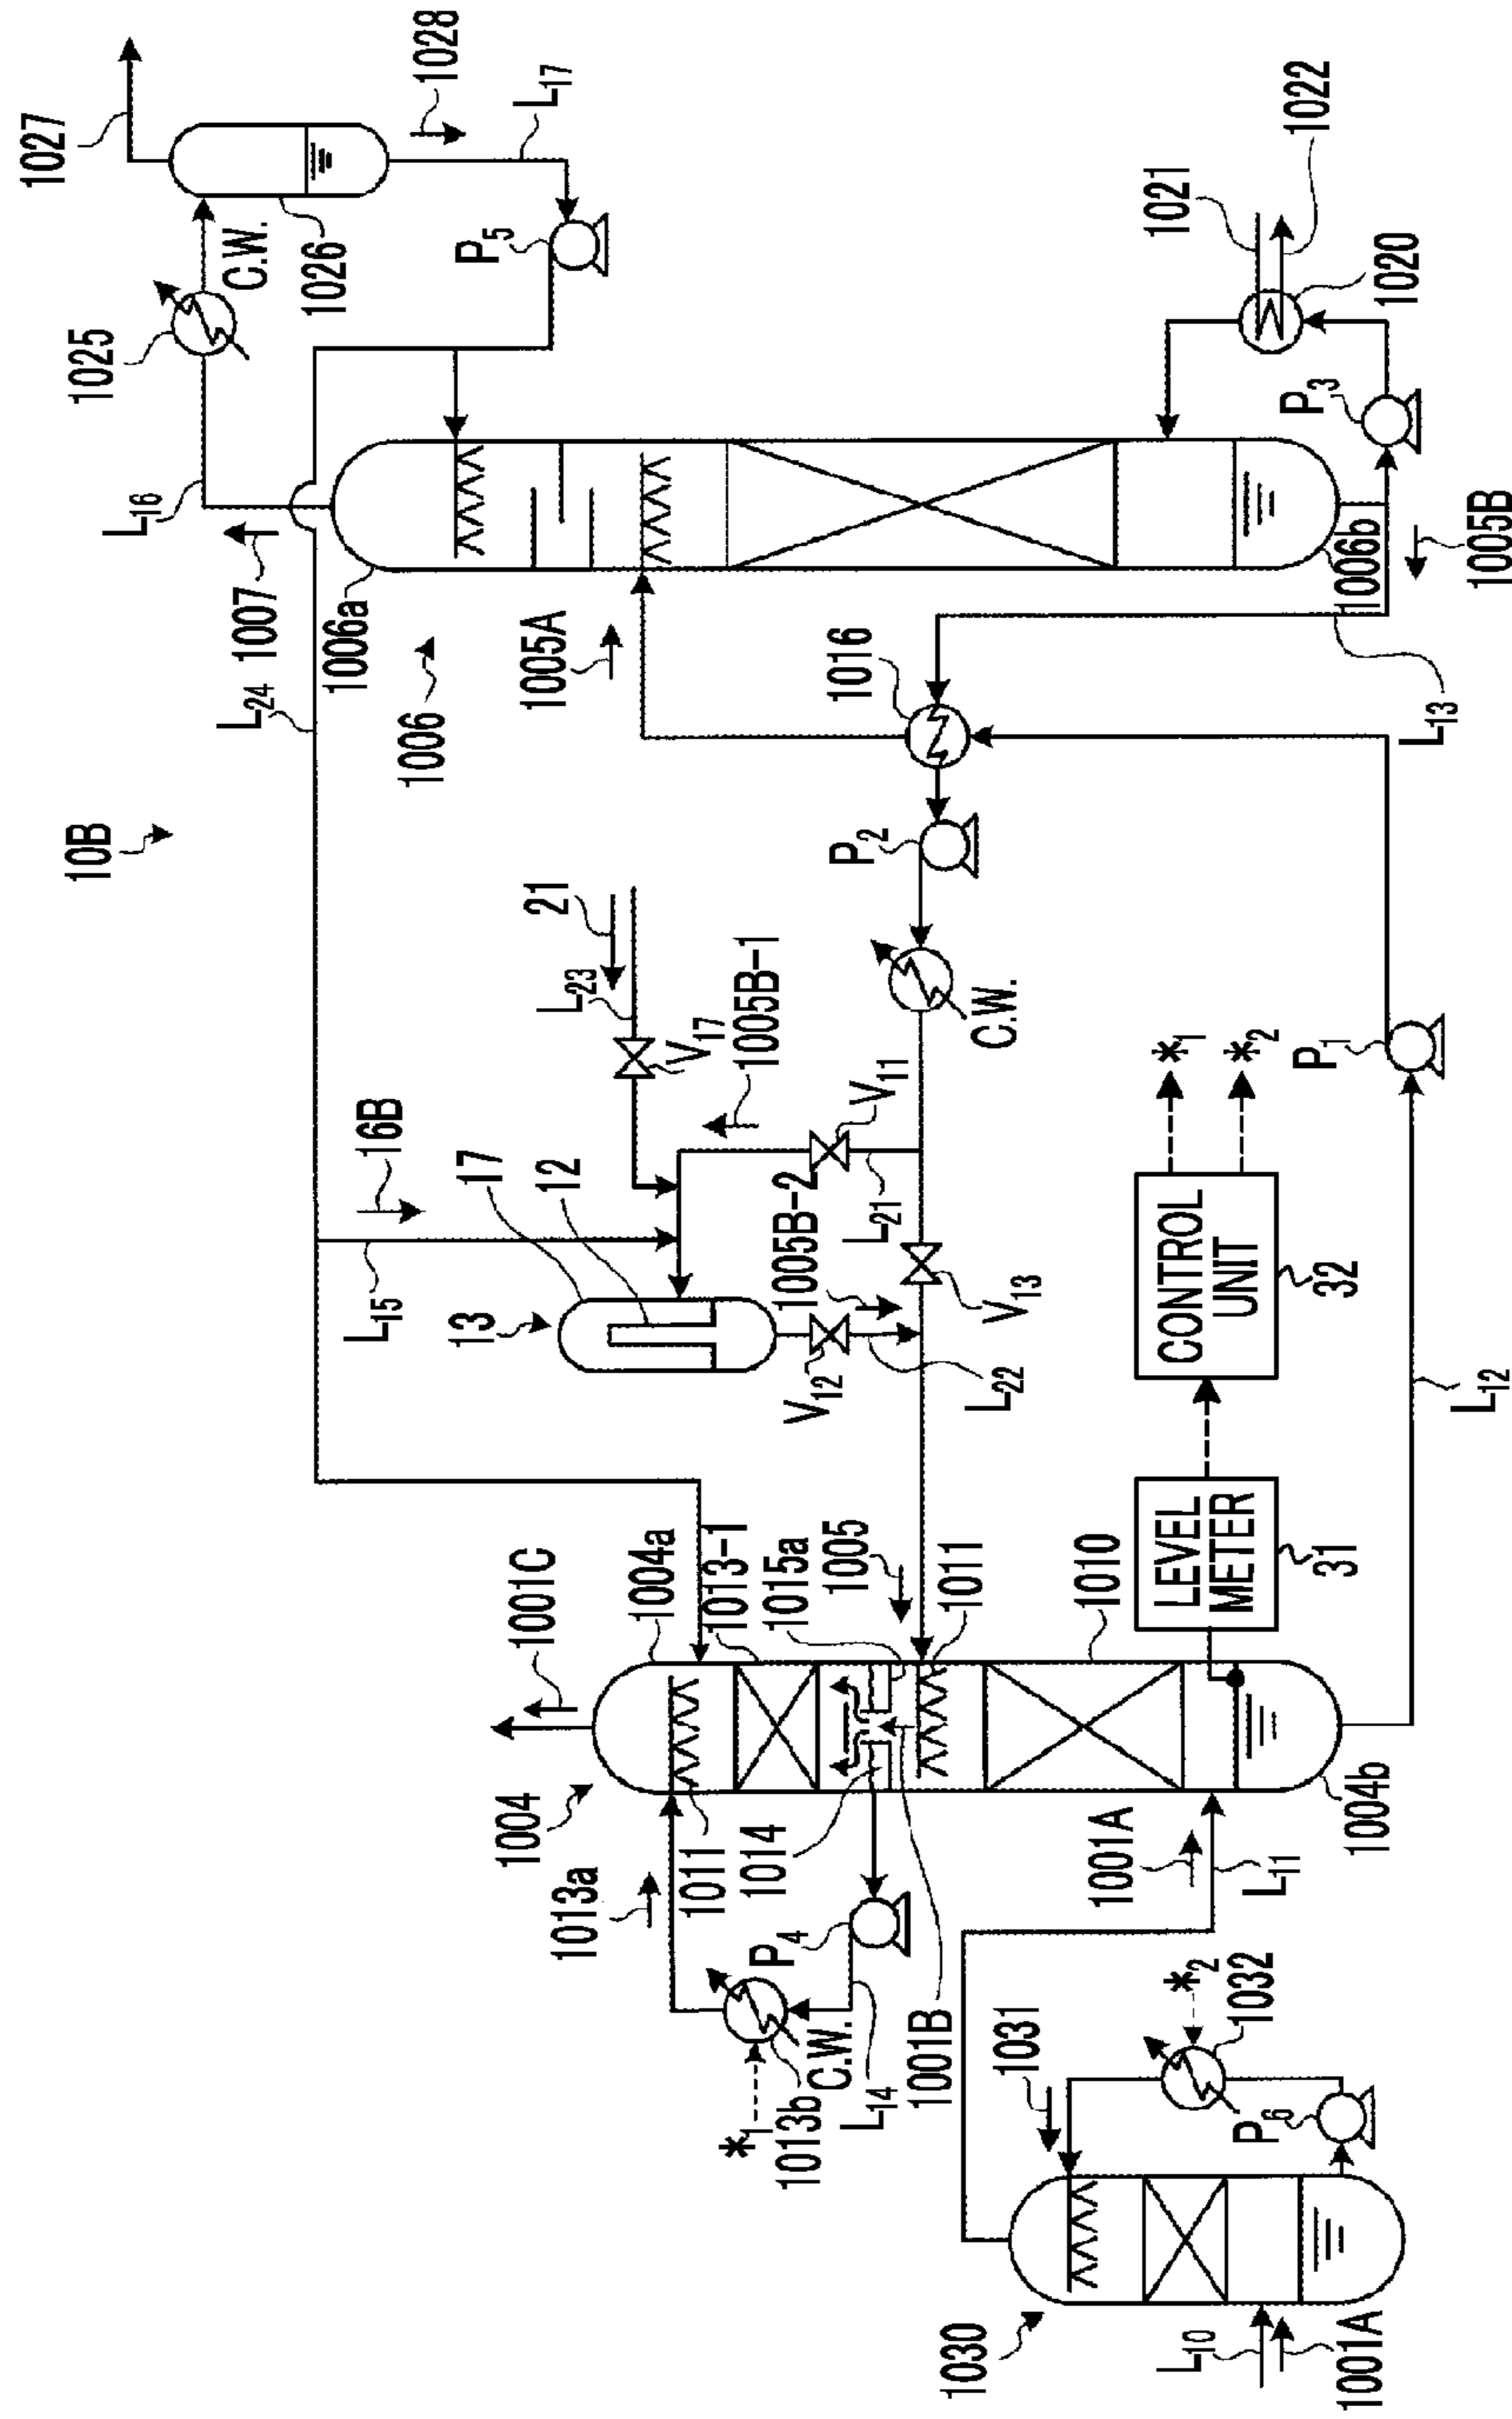 10B
1027
1028
L17
1025
C.W.
1026
P5
L16
1007
L24
1006a
1006
1005A
1021
1022
1020
P3
1006b
1005B
1016
L13
P2
21
L23
V17
1005B-1
C.W.
16B
17
12
V11
L15
13
1005B-2
L21
V12
L22
V13
*1
*2
P1
CONTROL
UNIT
32
LEVEL
METER
31
L12
1001C
1004a
1013-1
1015a
1005
1011
1010
1004
1013a
1011
1014
1001A
L11
1004b
P4
*1
1013b
C.W.
L14
1001B
1031
*2
1032
P6
1030
L10
1001A